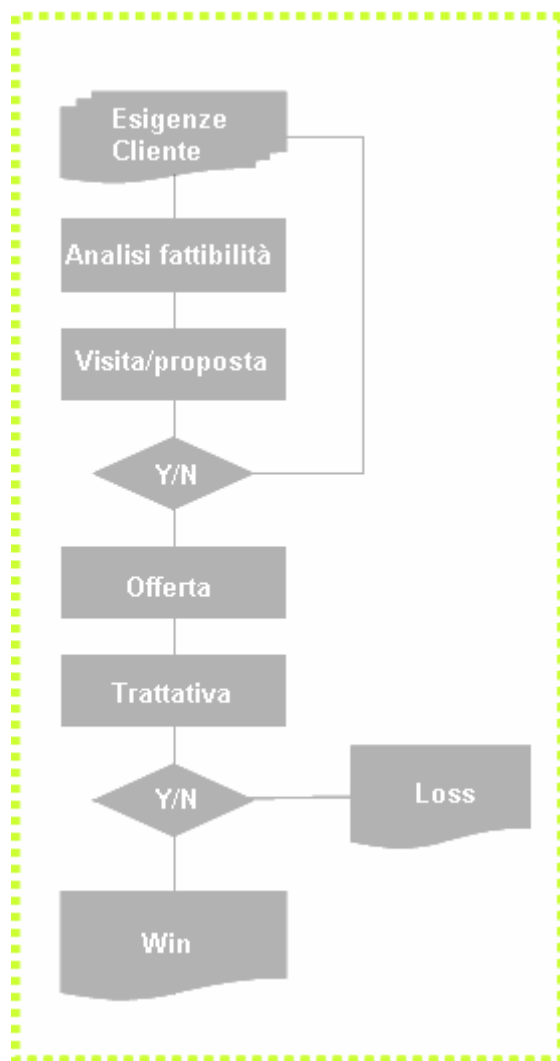 Esigenze
Cliente
Analisi fattibilità
Visita/proposta
Y/N
Offerta
Trattativa
Y/N
Loss
Win